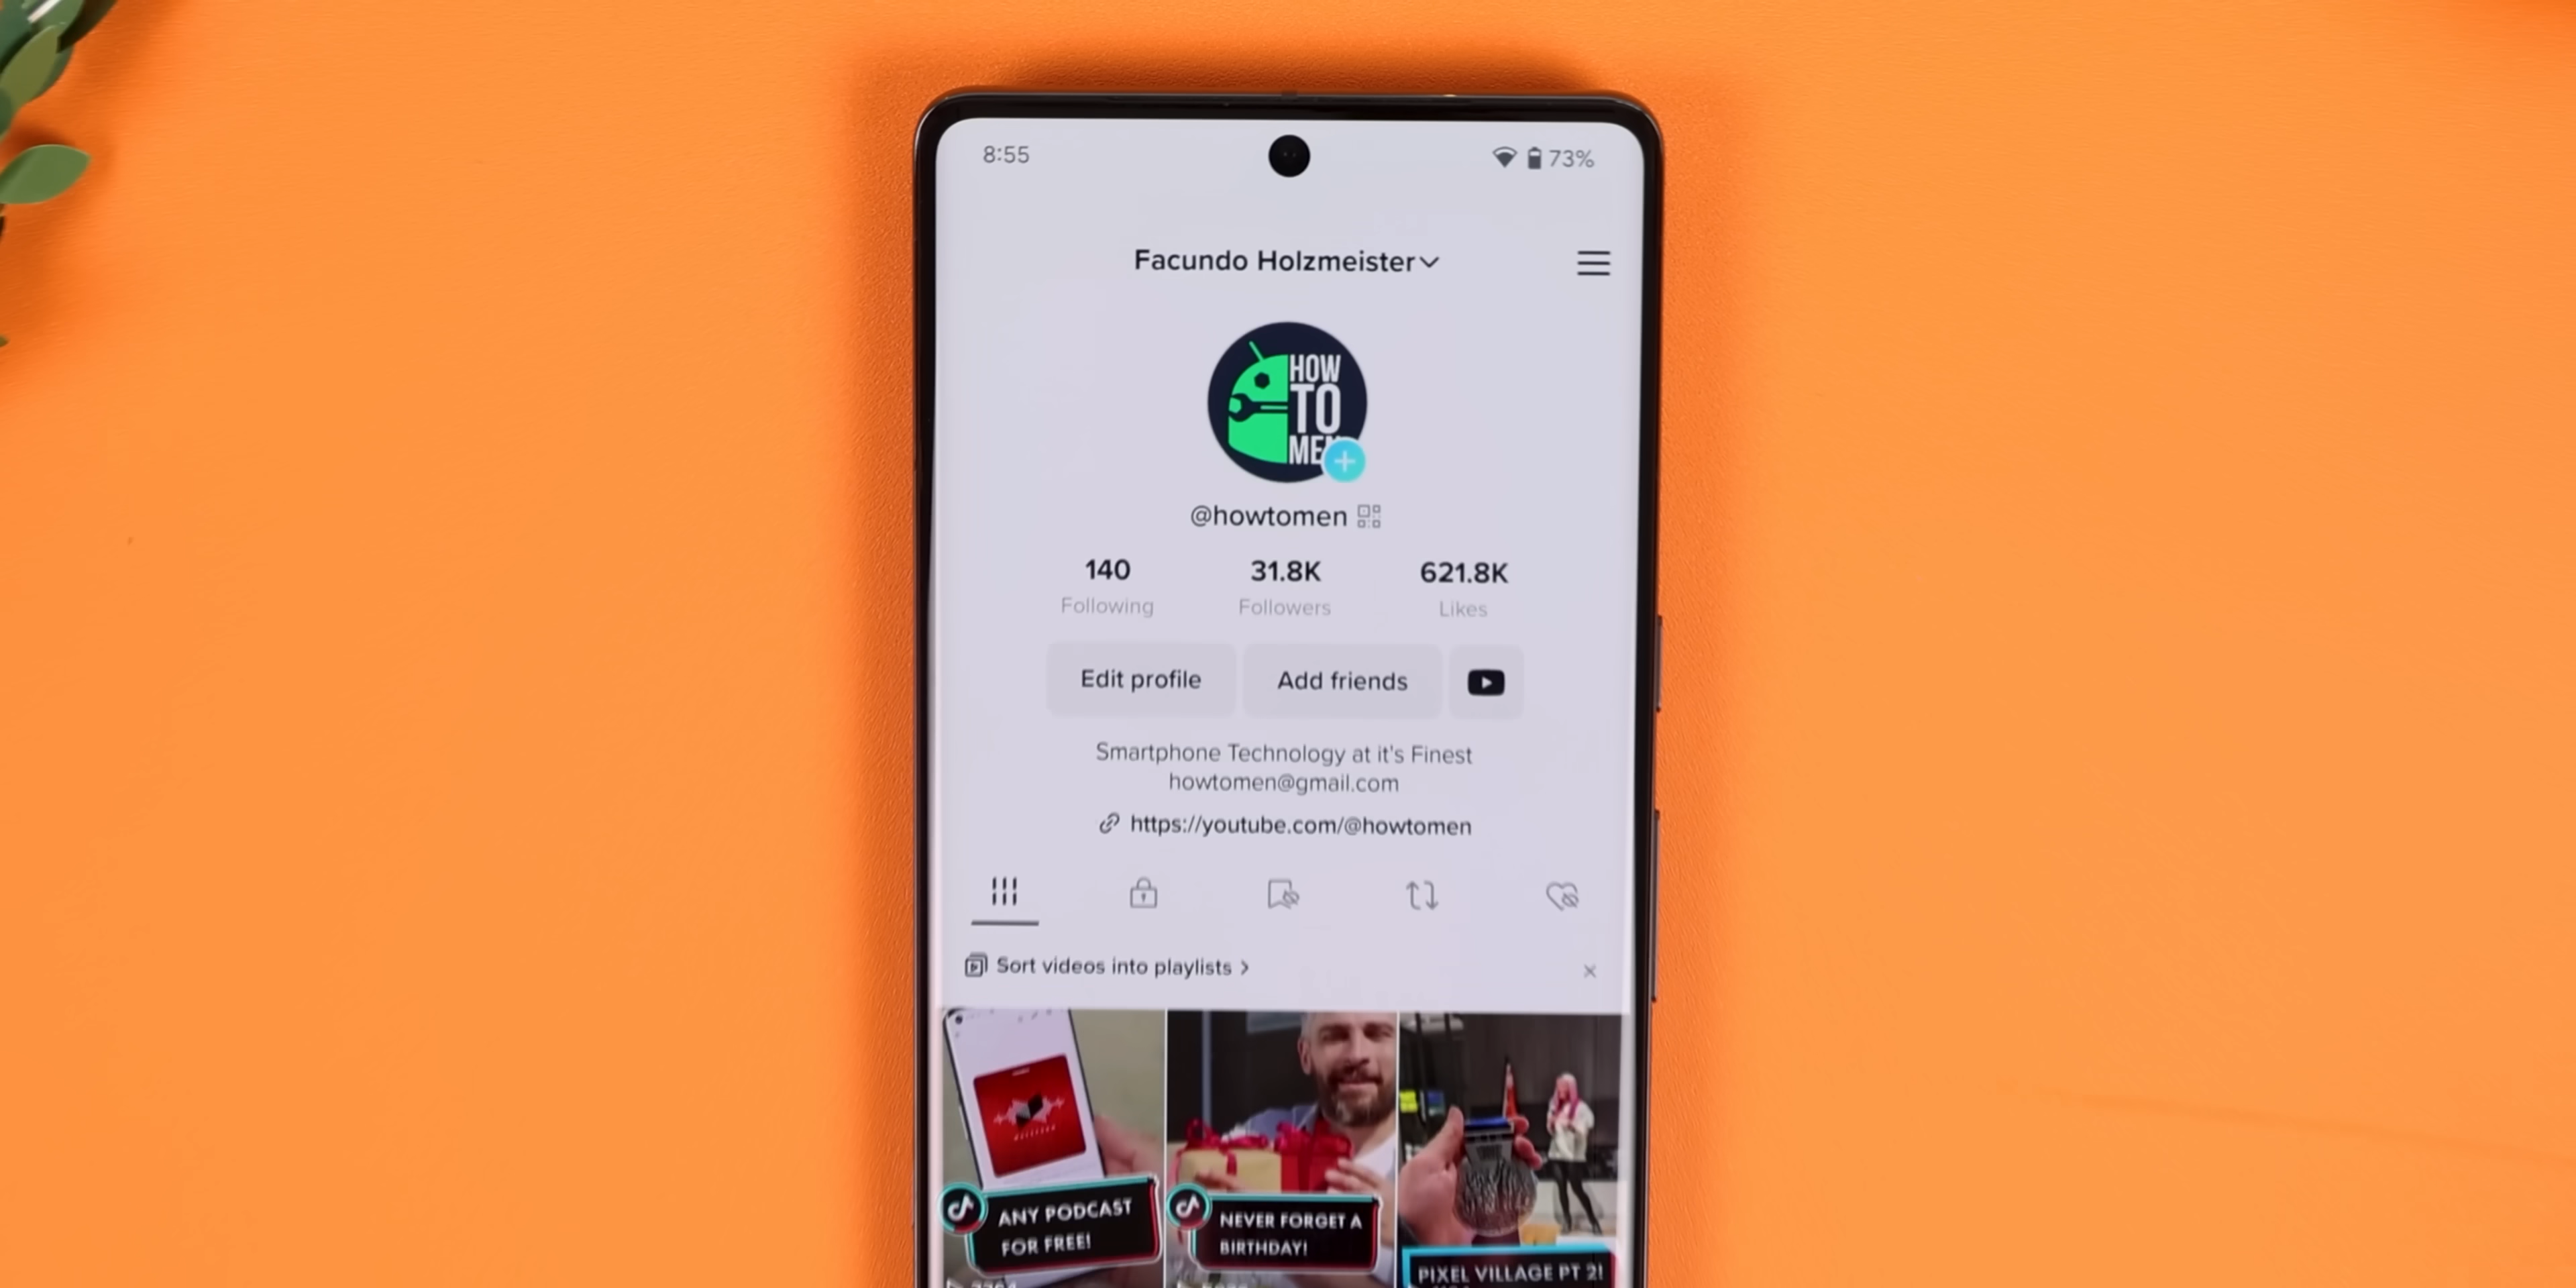 8:55
73%
Facundo Holzmeister
HOW
TO
@howtomen
140 31.8K 621.8K
Following Followers Likes
Edit profile Add friends
Smartphone Technology at it's Finest
howtomen@gmail.com
https://youtube.com/@howtomen
Sort videos into playlists
ANY PODCAST
FOR FREE!
NEVER FORGET A
BIRTHDAY!
PIXEL VILLAGE PT 2!